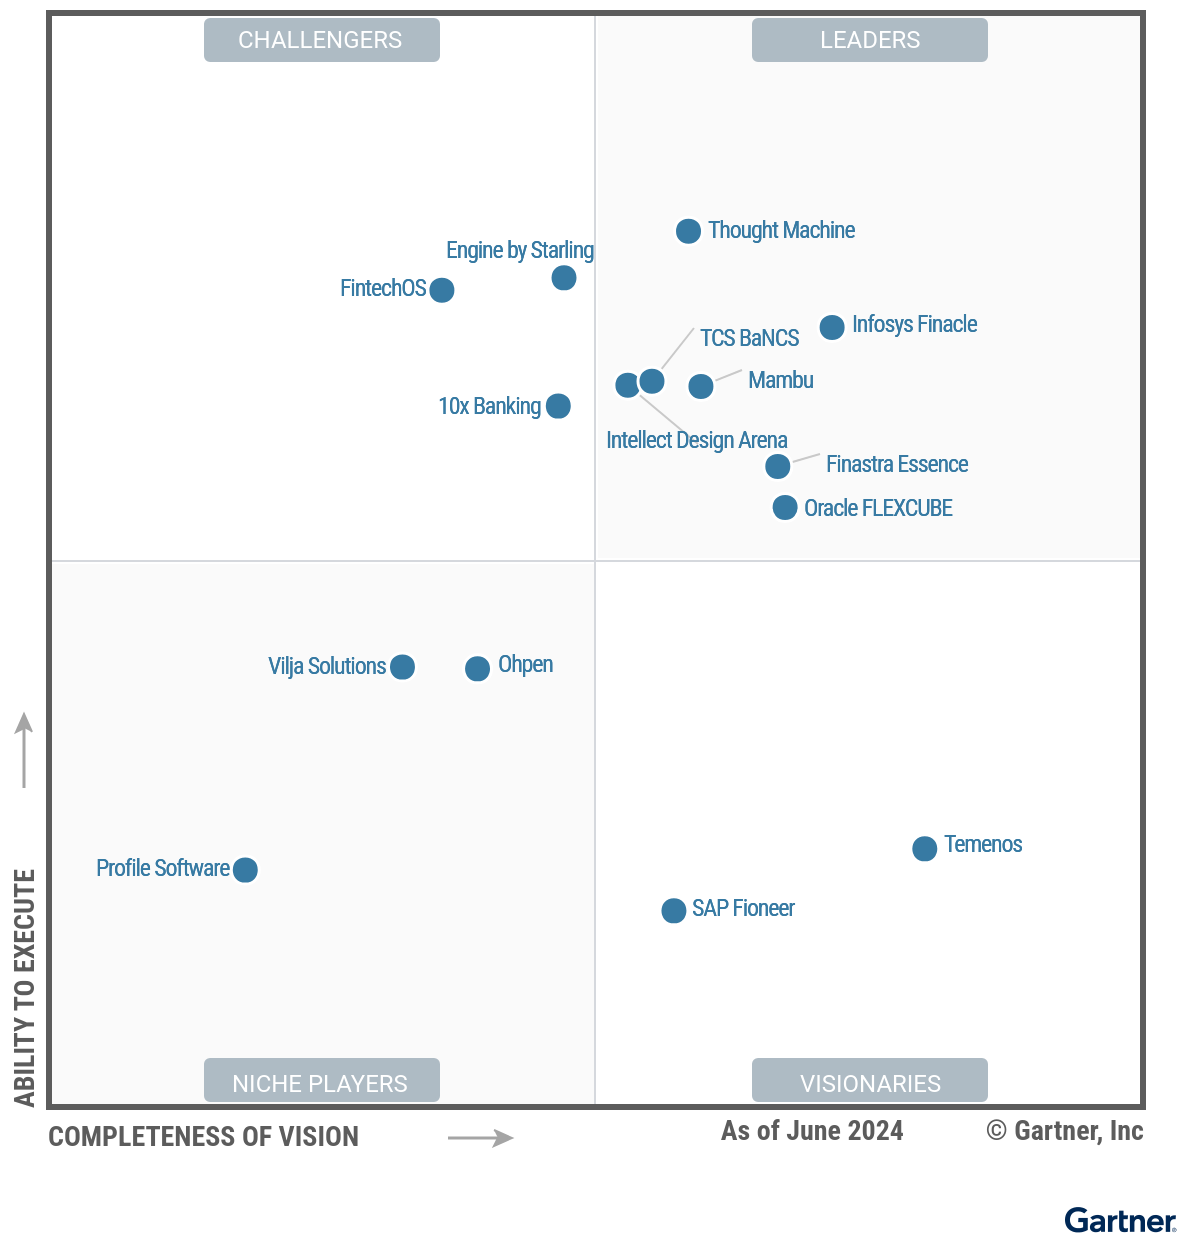 CHALLENGERS
LEADERS
Thought Machine
Engine by Starling
FintechOS
Infosys Finacle
TCS BaNCS
Mambu
10x Banking
Intellect Design Arena
Finastra Essence
Oracle FLEXCUBE
Vilja Solutions
Ohpen
Temenos
Profile Software
SAP Fioneer
NICHE PLAYERS
VISIONARIES
ABILITY TO EXECUTE
COMPLETENESS OF VISION
As of June 2024
© Gartner, Inc
Gartner®